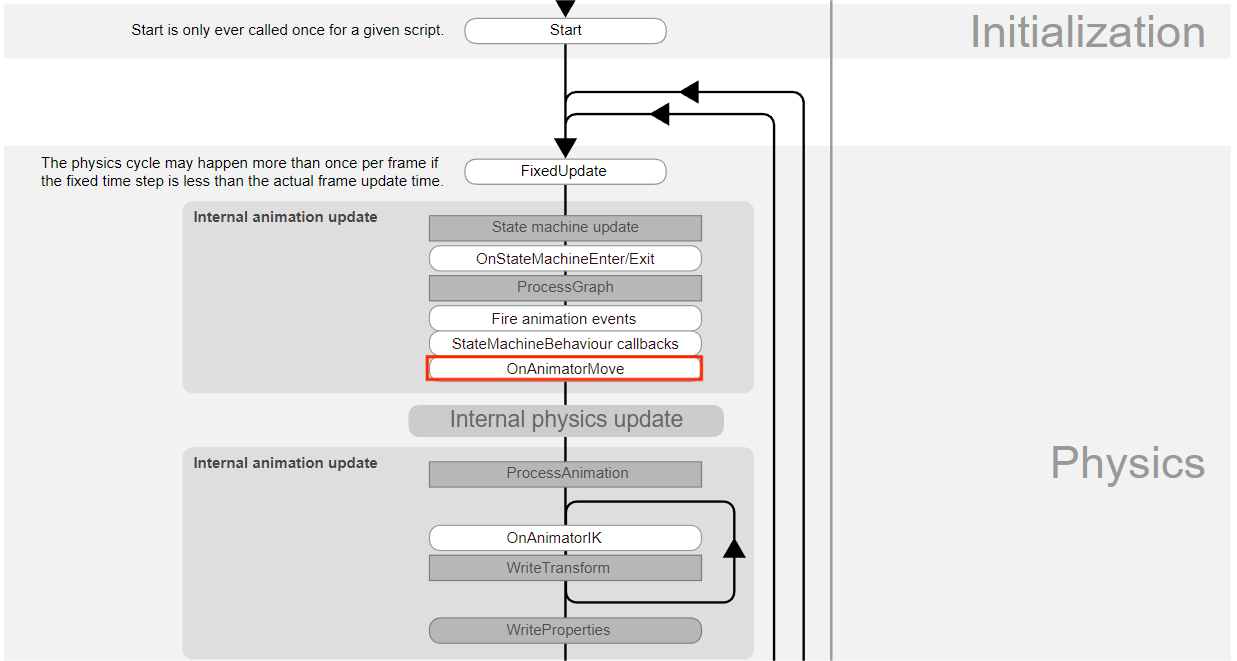 Start is only ever called once for a given script.
Start
Initialization
The physics cycle may happen more than once per frame if
the fixed time step is less than the actual frame update time.
FixedUpdate
Internal animation update
State machine update
OnStateMachineEnter/Exit
ProcessGraph
Fire animation events
StateMachineBehaviour callbacks
OnAnimatorMove
Internal physics update
Physics
Internal animation update
ProcessAnimation
OnAnimatorIK
WriteTransform
WriteProperties